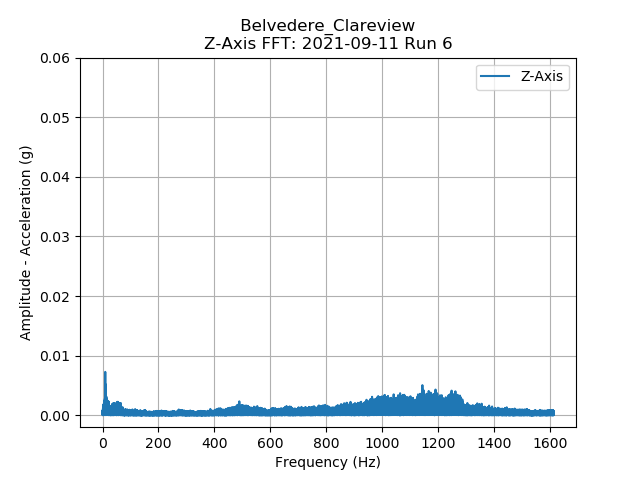 Belvedere_Clareview
Z-Axis FFT: 2021-09-11 Run 6
Z-Axis
0.06
0.05
0.04
0.03
0.02
0.01
0.00
Amplitude - Acceleration (g)
0 200 400 600 800 1000 1200 1400 1600
Frequency (Hz)